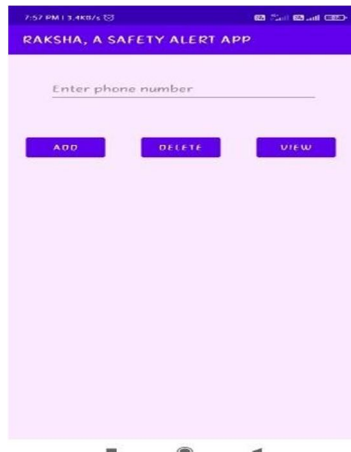 7:57 PM | 3.4KB/s
RAKSHA, A SAFETY ALERT APP
Enter phone number
ADD DELETE VIEW